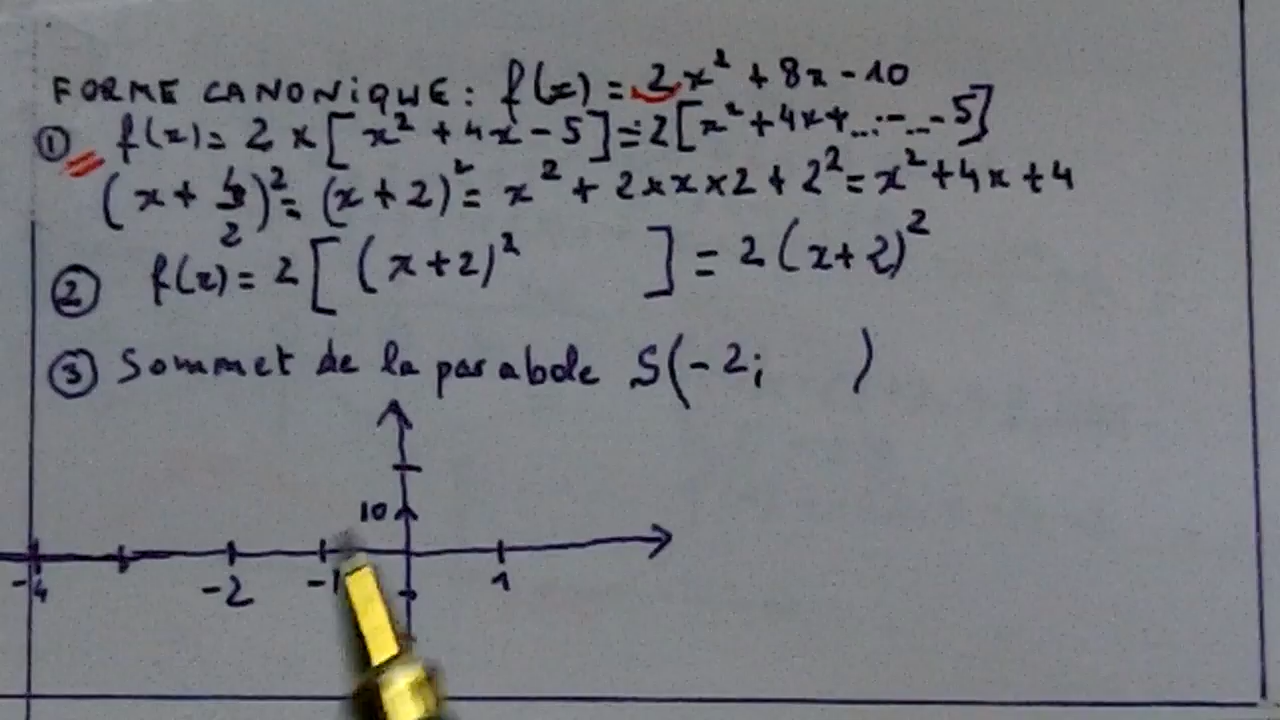 FORME CANONIQUE: f(x) = 2x² + 8x - 10
① f(x) = 2 × [x² + 4x - 5] = 2[x² + 4x + ...-...-5]
(x + 4/2)² = (x + 2)² = x² + 2×x×2 + 2² = x² + 4x + 4
② f(x) = 2[(x+2)² ] = 2(x+2)²
③ Sommet de la parabole S(-2; )
10
-4 -2 -1 1